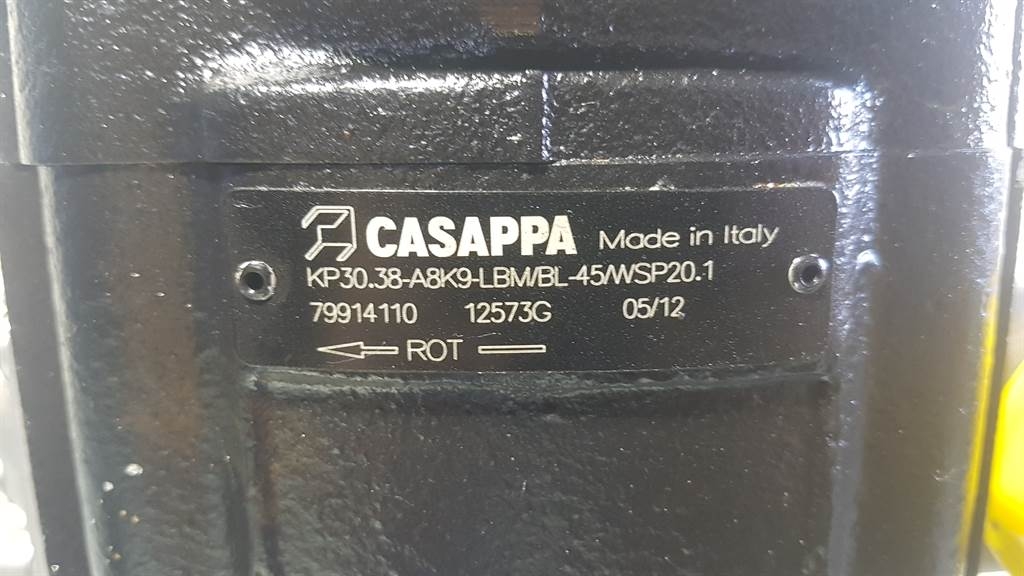 CASAPPA Made in Italy
KP30.38-A8K9-LBM/BL-45/WSP20.1
79914110 12573G 05/12
ROT